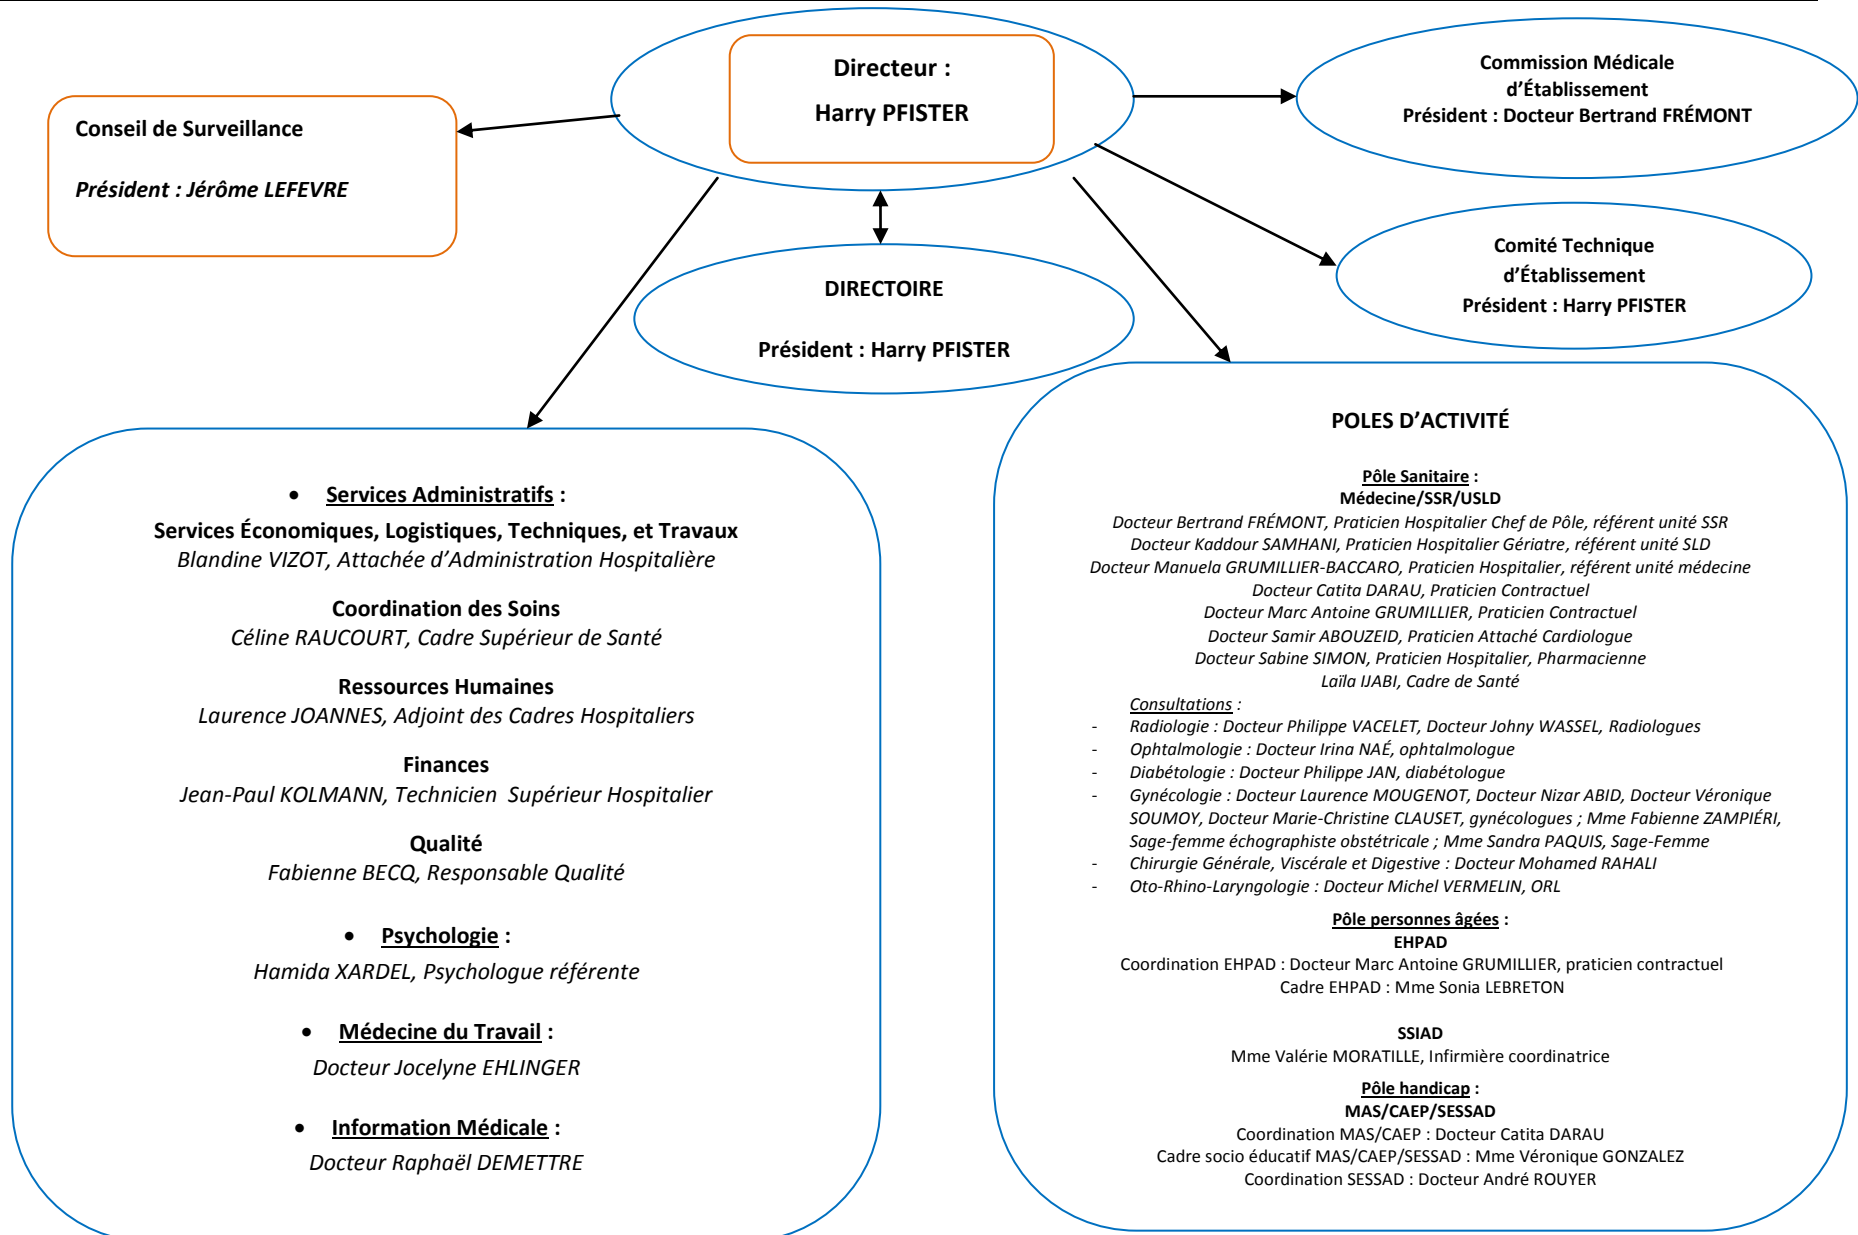 Directeur :
Harry PFISTER
Commission Médicale
d’Établissement
Président : Docteur Bertrand FRÉMONT
Conseil de Surveillance
Président : Jérôme LEFEVRE
Comité Technique
d’Établissement
Président : Harry PFISTER
DIRECTOIRE
Président : Harry PFISTER
• Services Administratifs :
Services Économiques, Logistiques, Techniques, et Travaux
Blandine VIZOT, Attachée d’Administration Hospitalière
Coordination des Soins
Céline RAUCOURT, Cadre Supérieur de Santé
Ressources Humaines
Laurence JOANNES, Adjoint des Cadres Hospitaliers
Finances
Jean-Paul KOLMANN, Technicien Supérieur Hospitalier
Qualité
Fabienne BECQ, Responsable Qualité
• Psychologie :
Hamida XARDEL, Psychologue référente
• Médecine du Travail :
Docteur Jocelyne EHLINGER
• Information Médicale :
Docteur Raphaël DEMETTRE
POLES D’ACTIVITÉ
Pôle Sanitaire :
Médecine/SSR/USLD
Docteur Bertrand FRÉMONT, Praticien Hospitalier Chef de Pôle, référent unité SSR
Docteur Kaddour SAMHANI, Praticien Hospitalier Gériatre, référent unité SLD
Docteur Manuela GRUMILLIER-BACCARO, Praticien Hospitalier, référent unité médecine
Docteur Catita DARAU, Praticien Contractuel
Docteur Marc Antoine GRUMILLIER, Praticien Contractuel
Docteur Samir ABOUZEID, Praticien Attaché Cardiologue
Docteur Sabine SIMON, Praticien Hospitalier, Pharmacienne
Laïla IJABI, Cadre de Santé
Consultations :
- Radiologie : Docteur Philippe VACELET, Docteur Johny WASSEL, Radiologues
- Ophtalmologie : Docteur Irina NAÉ, ophtalmologue
- Diabétologie : Docteur Philippe JAN, diabétologue
- Gynécologie : Docteur Laurence MOUGENOT, Docteur Nizar ABID, Docteur Véronique
SOUMOY, Docteur Marie-Christine CLAUSET, gynécologues ; Mme Fabienne ZAMPIÉRI,
Sage-femme échographiste obstétricale ; Mme Sandra PAQUIS, Sage-Femme
- Chirurgie Générale, Viscérale et Digestive : Docteur Mohamed RAHALI
- Oto-Rhino-Laryngologie : Docteur Michel VERMELIN, ORL
Pôle personnes âgées :
EHPAD
Coordination EHPAD : Docteur Marc Antoine GRUMILLIER, praticien contractuel
Cadre EHPAD : Mme Sonia LEBRETON
SSIAD
Mme Valérie MORATILLE, Infirmière coordinatrice
Pôle handicap :
MAS/CAEP/SESSAD
Coordination MAS/CAEP : Docteur Catita DARAU
Cadre socio éducatif MAS/CAEP/SESSAD : Mme Véronique GONZALEZ
Coordination SESSAD : Docteur André ROUYER